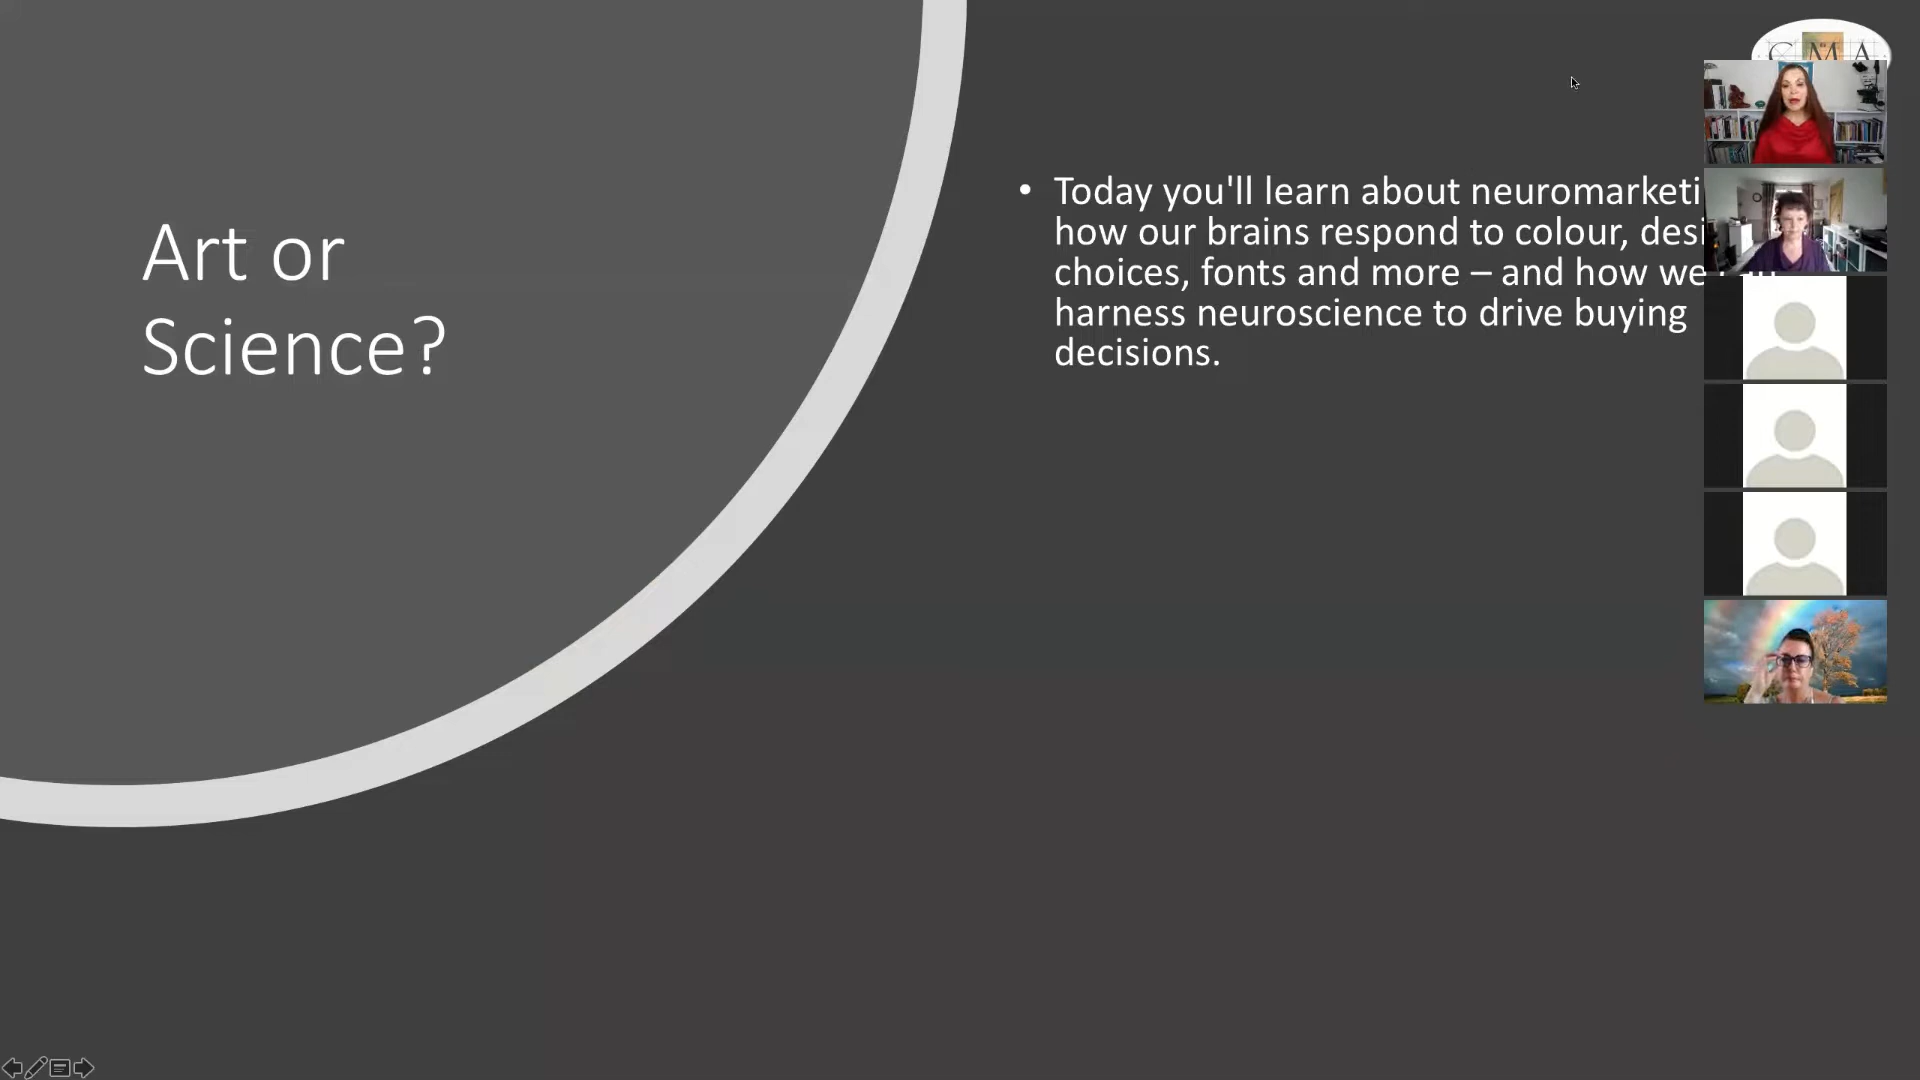 CMA
Art or
Science?
• Today you'll learn about neuromarketi
how our brains respond to colour, desi
choices, fonts and more – and how we
harness neuroscience to drive buying
decisions.